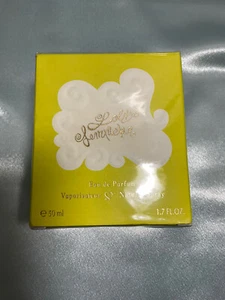 Lolita
Lempicka
Eau de Parfum
Vaporisateur
℮ 50 ml 1.7 FL.OZ